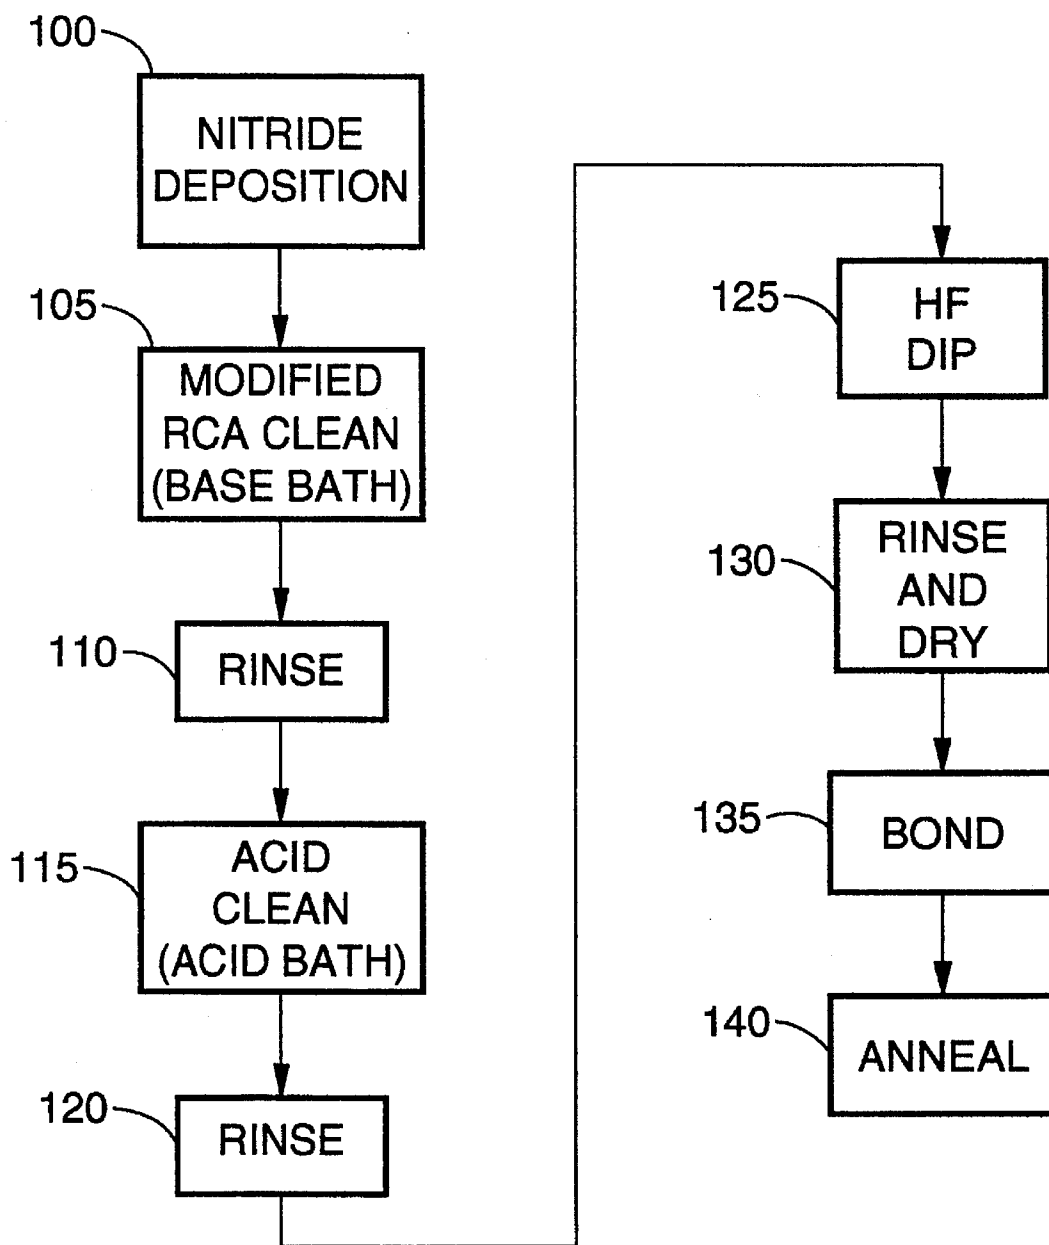 100
NITRIDE
DEPOSITION
105
MODIFIED
RCA CLEAN
(BASE BATH)
110
RINSE
115
ACID
CLEAN
(ACID BATH)
120
RINSE
125
HF
DIP
130
RINSE
AND
DRY
135
BOND
140
ANNEAL